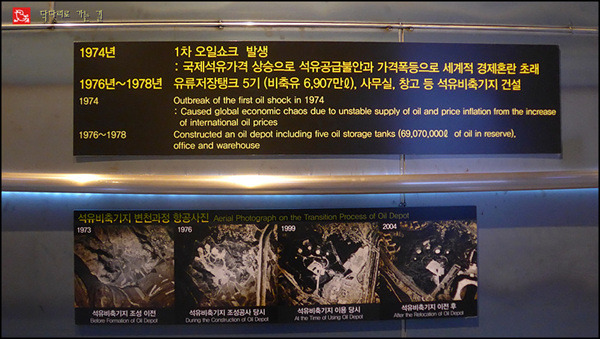 타박타박 걷는 길
1974년 1차 오일쇼크 발생
: 국제석유가격 상승으로 석유공급불안과 가격폭등으로 세계적 경제혼란 초래
1976년~1978년 유류저장탱크 5기 (비축유 6,907만ℓ), 사무실, 창고 등 석유비축기지 건설
1974 Outbreak of the first oil shock in 1974
: Caused global economic chaos due to unstable supply of oil and price inflation from the increase
of international oil prices
1976~1978 Constructed an oil depot including five oil storage tanks (69,070,000ℓ of oil in reserve),
office and warehouse
석유비축기지 변천과정 항공사진 Aerial Photograph on the Transition Process of Oil Depot
1973
석유비축기지 조성 이전
Before Formation of Oil Depot
1976
석유비축기지 조성공사 당시
During the Construction of Oil Depot
1999
석유비축기지 이용 당시
At the Time of Using Oil Depot
2004
석유비축기지 이전 후
After the Relocation of Oil Depot